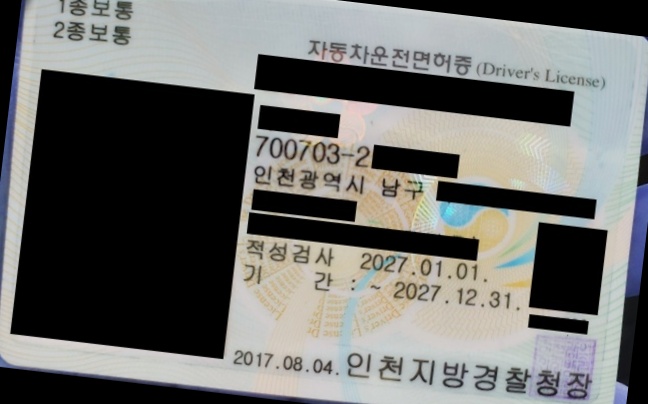 1종보통
2종보통
자동차운전면허증 (Driver's License)
700703-2
인천광역시 남구
적성검사 2027.01.01.
기 간 : ~ 2027.12.31.
2017.08.04. 인천지방경찰청장